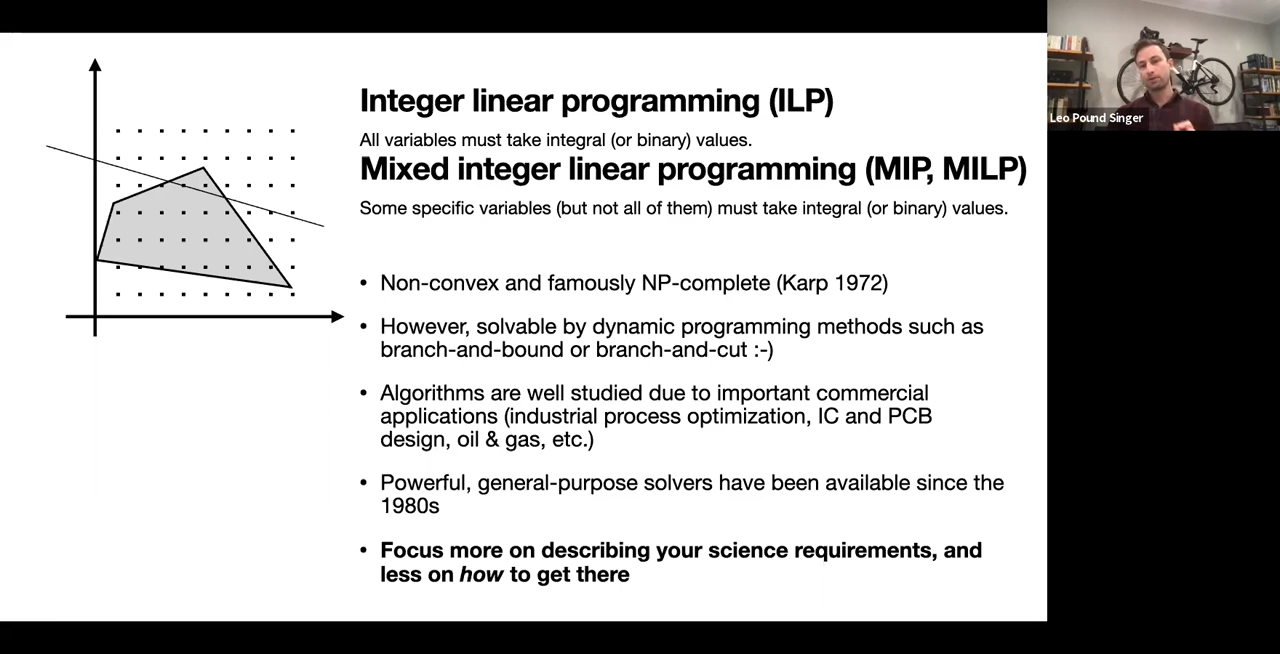 Integer linear programming (ILP)
All variables must take integral (or binary) values.
Mixed integer linear programming (MIP, MILP)
Some specific variables (but not all of them) must take integral (or binary) values.
• Non-convex and famously NP-complete (Karp 1972)
• However, solvable by dynamic programming methods such as
branch-and-bound or branch-and-cut :-)
• Algorithms are well studied due to important commercial
applications (industrial process optimization, IC and PCB
design, oil & gas, etc.)
• Powerful, general-purpose solvers have been available since the
1980s
• Focus more on describing your science requirements, and
less on how to get there
Leo Pound Singer